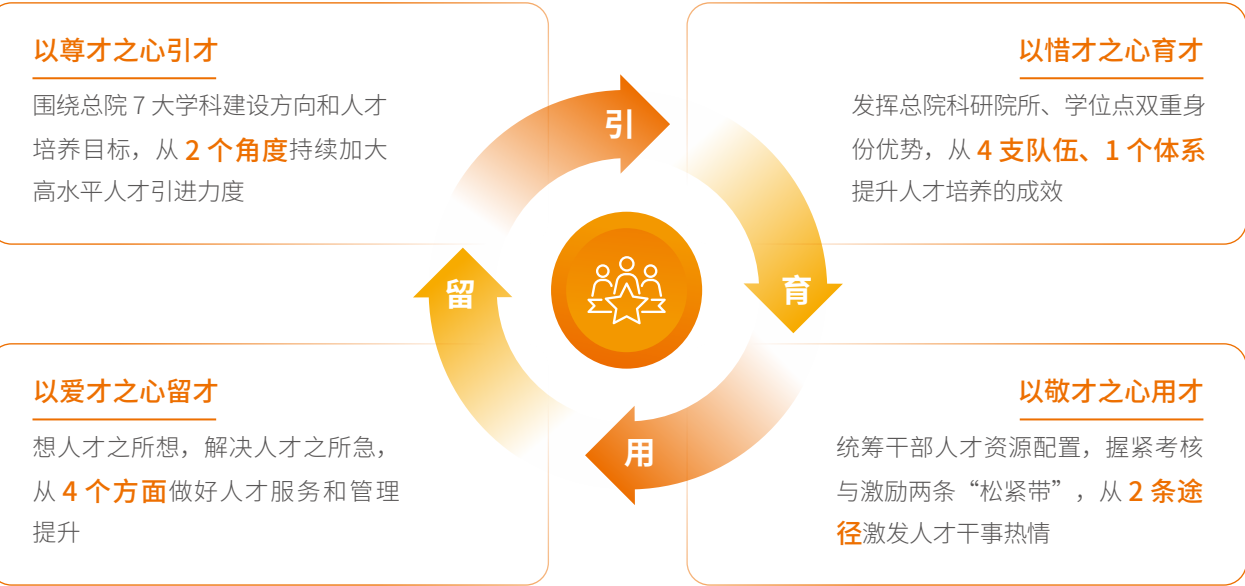 以尊才之心引才
围绕总院 7 大学科建设方向和人才
培养目标，从 2 个角度持续加大
高水平人才引进力度
以惜才之心育才
发挥总院科研院所、学位点双重身
份优势，从 4 支队伍、1 个体系
提升人才培养的成效
引
育
用
留
以爱才之心留才
想人才之所想，解决人才之所急，
从 4 个方面做好人才服务和管理
提升
以敬才之心用才
统筹干部人才资源配置，握紧考核
与激励两条“松紧带”，从 2 条途
径激发人才干事热情